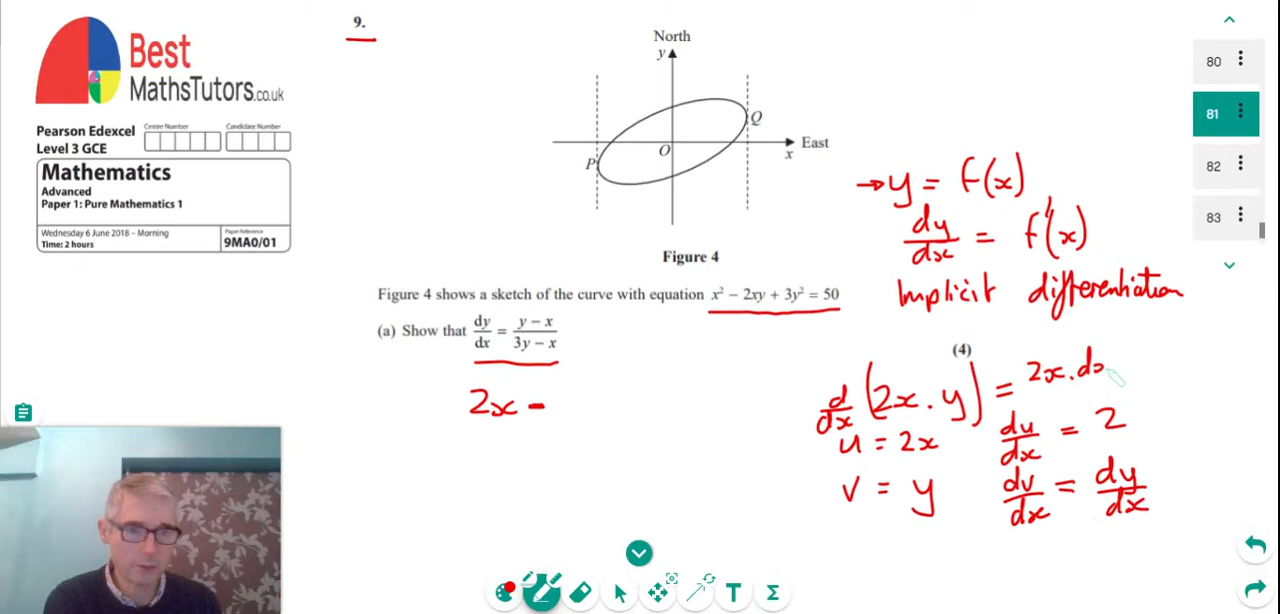 Best
MathsTutors.co.uk
Pearson Edexcel
Level 3 GCE
Centre Number
Candidate Number
Mathematics
Advanced
Paper 1: Pure Mathematics 1
Wednesday 6 June 2018 – Morning
Time: 2 hours
Paper Reference
9MA0/01
9.
North
y
Q
O
P
x
East
Figure 4
Figure 4 shows a sketch of the curve with equation x² – 2xy + 3y² = 50
(a) Show that dy/dx = (y – x)/(3y – x)
(4)
2x -
→ y = f(x)
dy/dx = f'(x)
Implicit differentiation
d/dx (2x . y) = 2x . d
u = 2x du/dx = 2
v = y dv/dx = dy/dx
80
81
82
83
T
Σ